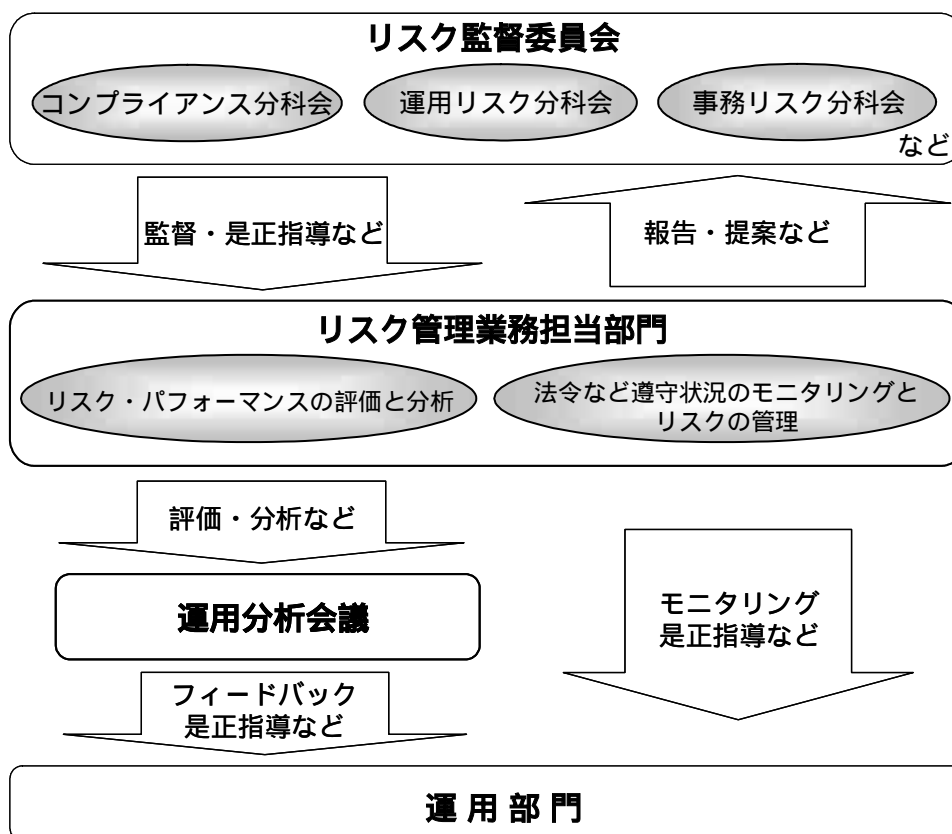 リスク監督委員会
コンプライアンス分科会
運用リスク分科会
事務リスク分科会
など
監督・是正指導など
報告・提案など
リスク管理業務担当部門
リスク・パフォーマンスの評価と分析
法令など遵守状況のモニタリングと
リスクの管理
評価・分析など
運用分析会議
モニタリング
是正指導など
フィードバック
是正指導など
運 用 部 門